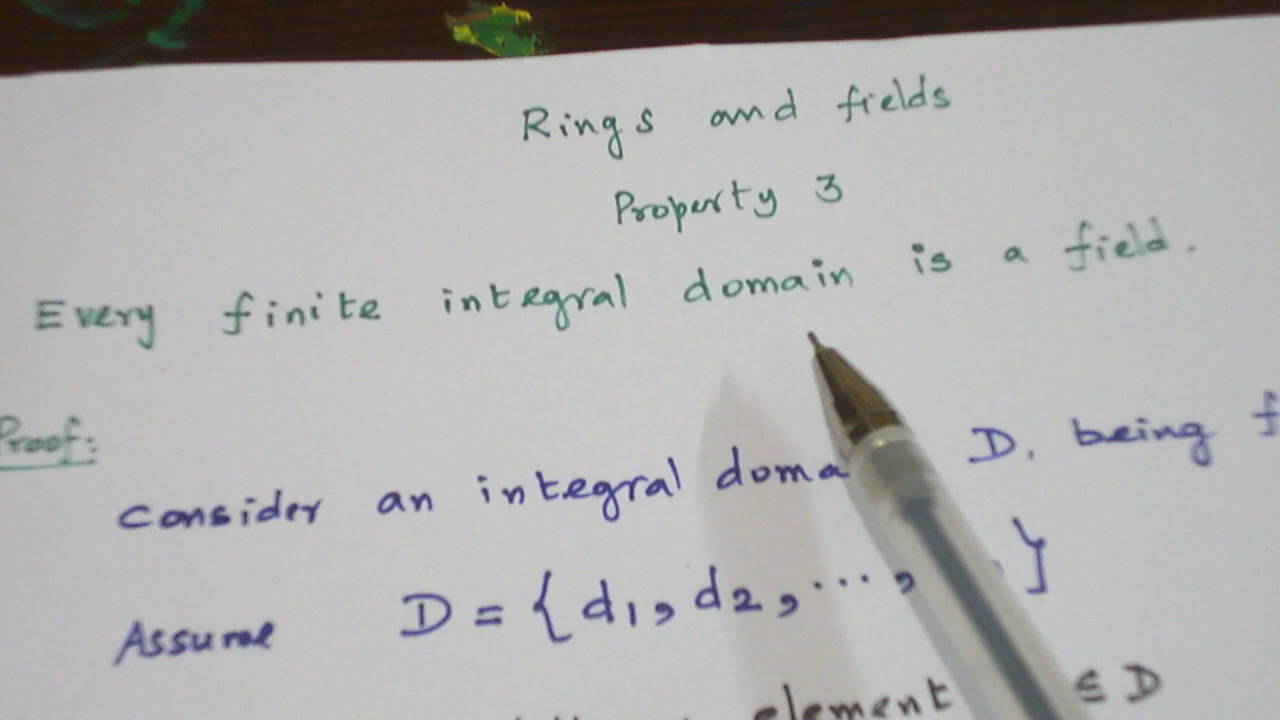 Rings and fields
Property 3
Every finite integral domain is a field.
Proof:
Consider an integral doma D, being f
Assume D = { d1, d2, ..., }
element ∈ D